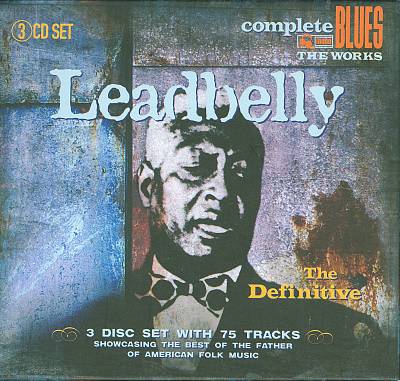 3 CD SET
complete BLUES
THE WORKS
Leadbelly
The
Definitive
3 DISC SET WITH 75 TRACKS
SHOWCASING THE BEST OF THE FATHER
OF AMERICAN FOLK MUSIC